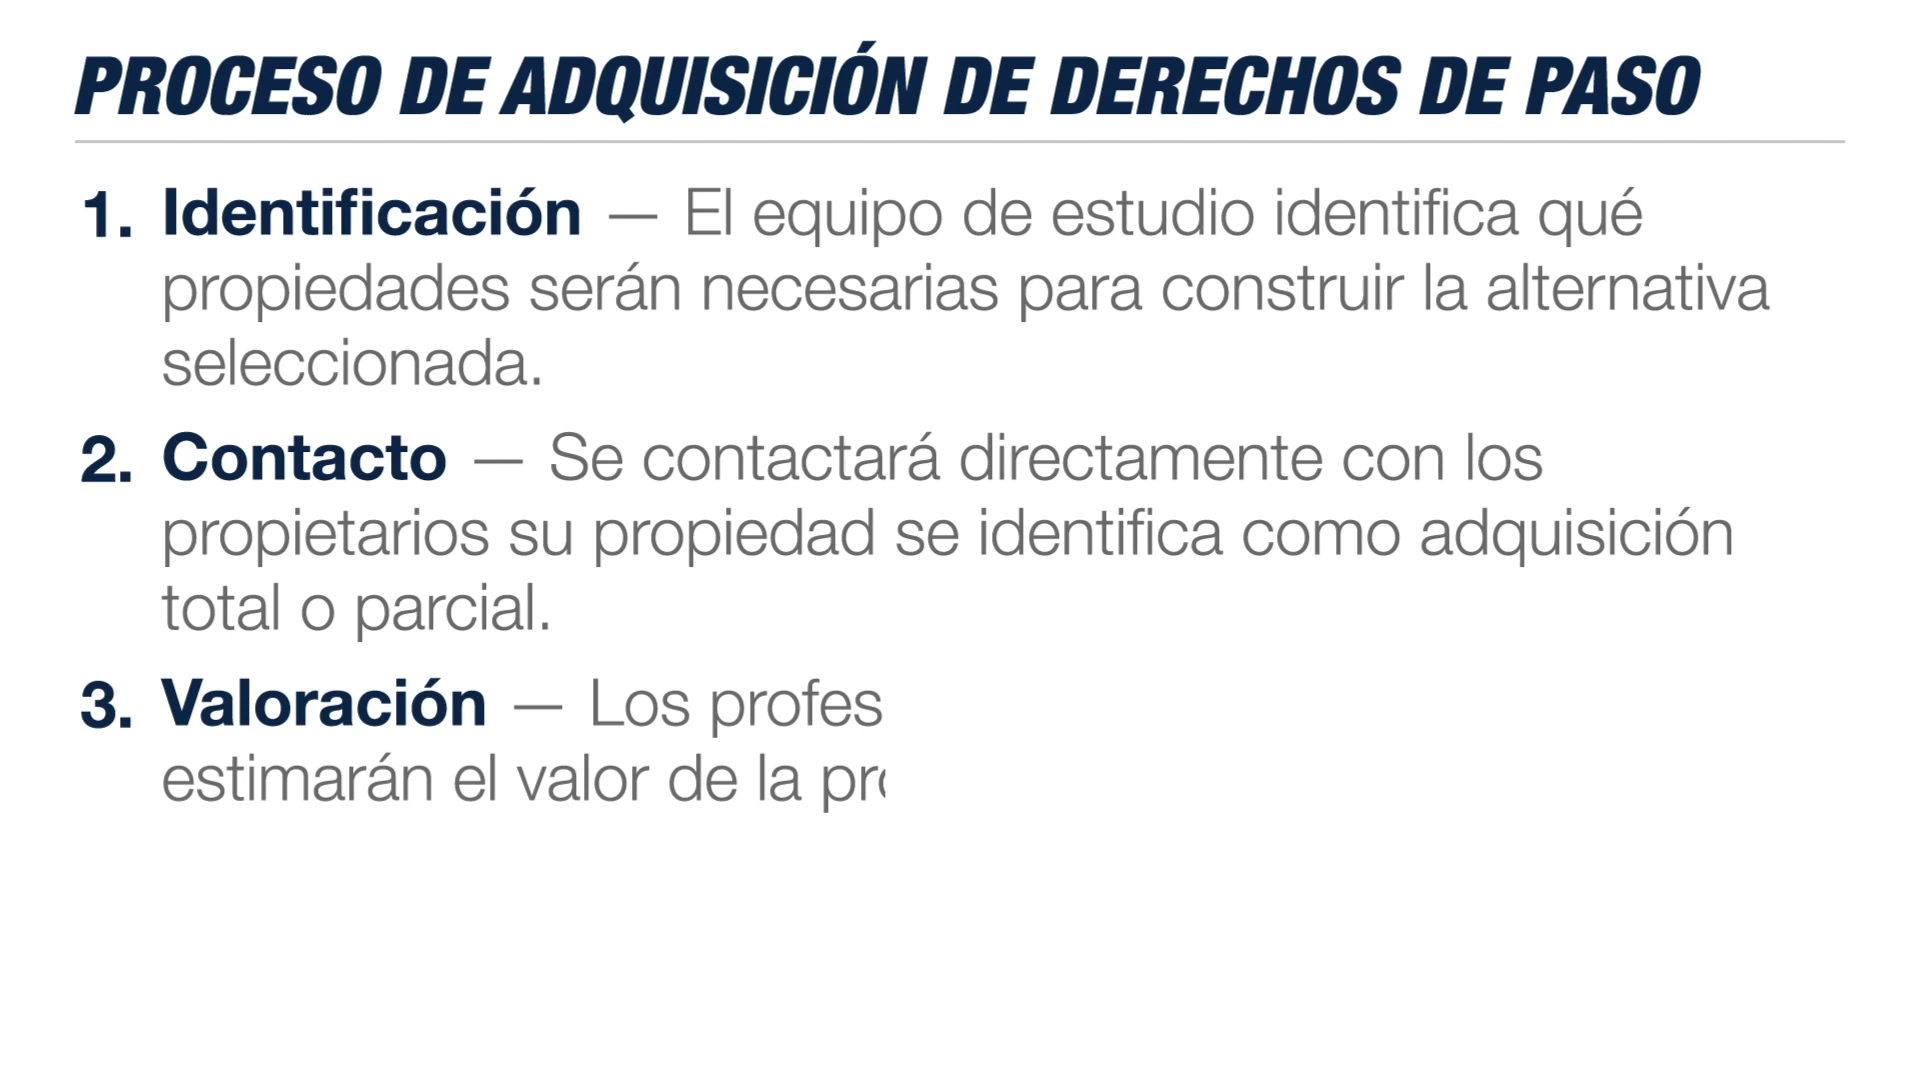 PROCESO DE ADQUISICIÓN DE DERECHOS DE PASO
1. Identificación — El equipo de estudio identifica qué
propiedades serán necesarias para construir la alternativa
seleccionada.
2. Contacto — Se contactará directamente con los
propietarios su propiedad se identifica como adquisición
total o parcial.
3. Valoración — Los profes
estimarán el valor de la pr